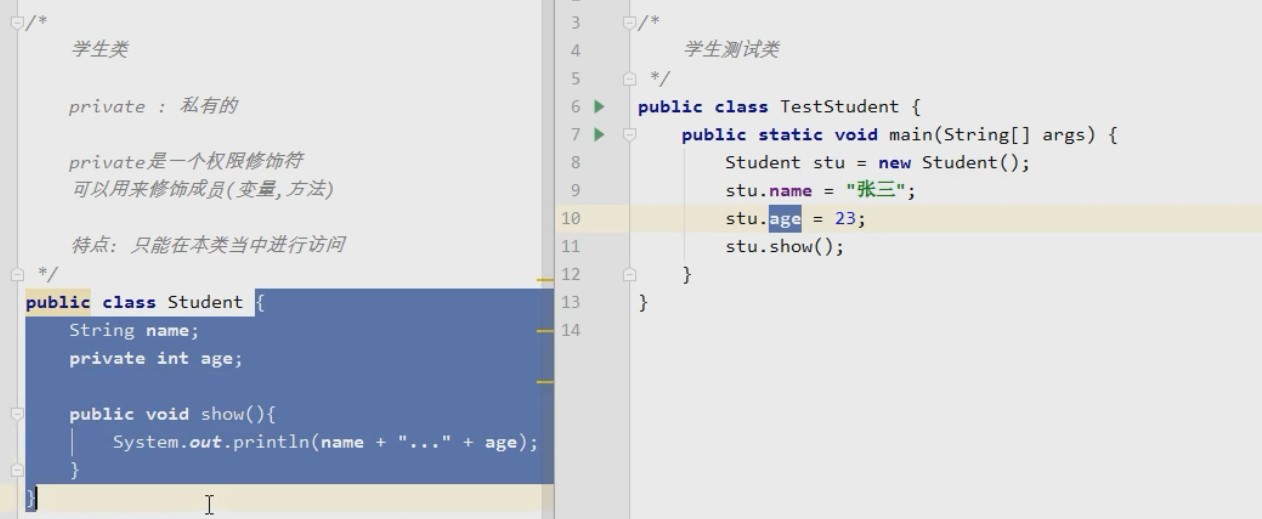 /*
学生类
private : 私有的
private是一个权限修饰符
可以用来修饰成员(变量,方法)
特点: 只能在本类当中进行访问
*/
public class Student {
String name;
private int age;
public void show(){
System.out.println(name + "..." + age);
}
}
3 /*
4 学生测试类
5 */
6 public class TestStudent {
7 public static void main(String[] args) {
8 Student stu = new Student();
9 stu.name = "张三";
10 stu.age = 23;
11 stu.show();
12 }
13 }
14